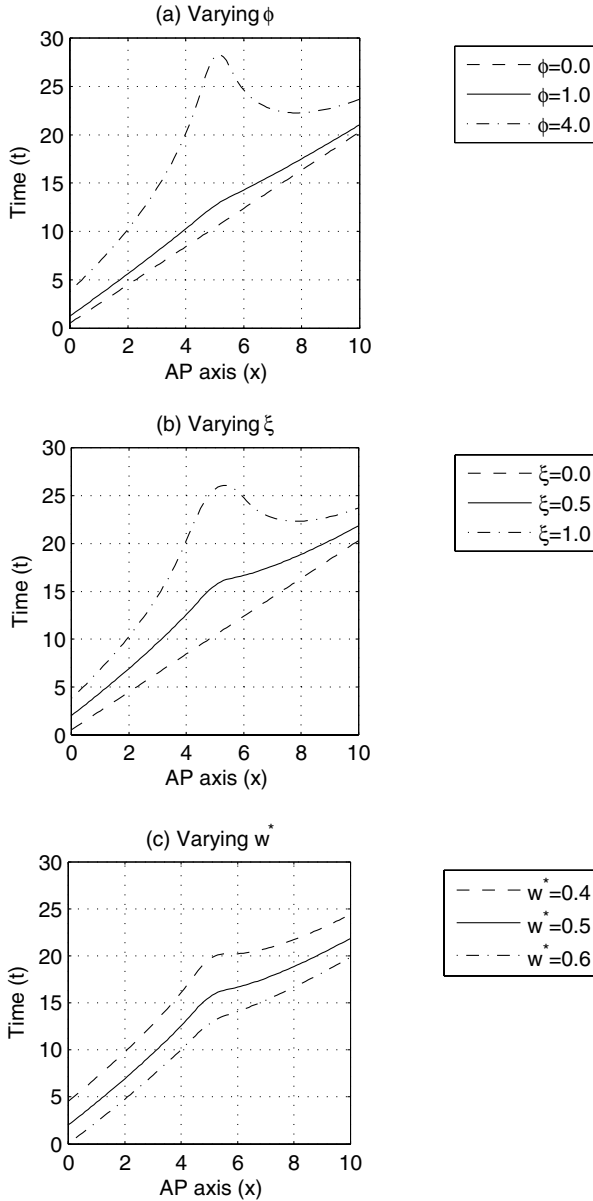 (a) Varying ϕ
30
25
20
15
10
5
0
0 2 4 6 8 10
Time (t)
AP axis (x)
ϕ=0.0
ϕ=1.0
ϕ=4.0
(b) Varying ξ
30
25
20
15
10
5
0
0 2 4 6 8 10
Time (t)
AP axis (x)
ξ=0.0
ξ=0.5
ξ=1.0
(c) Varying w*
30
25
20
15
10
5
0
0 2 4 6 8 10
Time (t)
AP axis (x)
w*=0.4
w*=0.5
w*=0.6